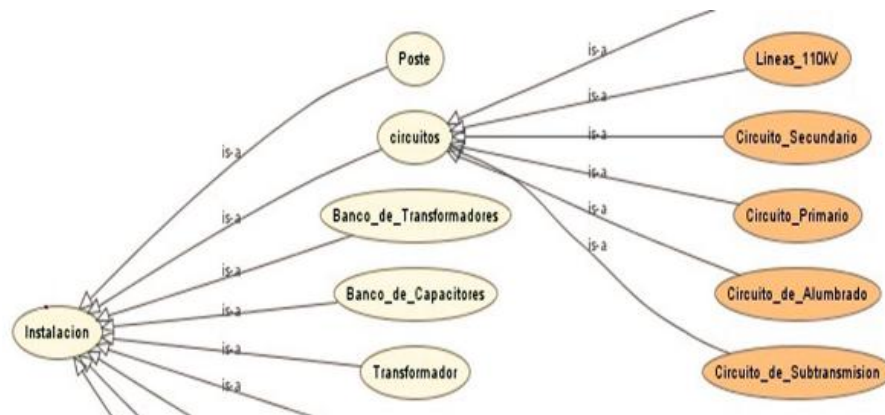 Poste
is-a
Lineas_110kV
is-a
is-a
circuitos
is-a
Circuito_Secundario
is-a
is-a
Circuito_Primario
is-a
Banco_de_Transformadores
is-a
is-a
is-a
Banco_de_Capacitores
Circuito_de_Alumbrado
is-a
Instalacion
is-a
Transformador
Circuito_de_Subtransmision
is-a